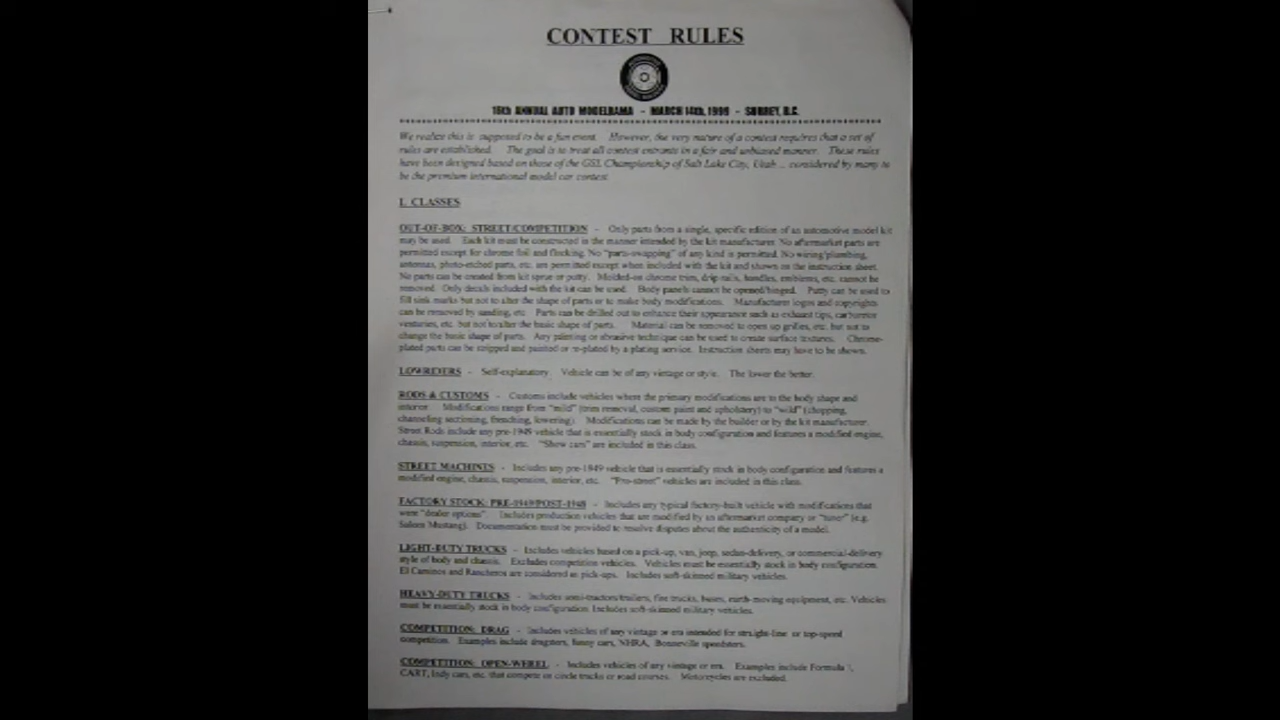 CONTEST RULES
ANNUAL AUTO MODELRAMA - MARCH 14th, 1999 - SURREY, B.C.
We realize this is supposed to be a fun event. However, the very nature of a contest requires that a set of
rules are established. The goal is to treat all contest entrants in a fair and unbiased manner. These rules
have been designed based on those of the GSL Championship of Salt Lake City, Utah ... considered by many to
be the premium international model car contest.
I. CLASSES
OUT-OF-BOX: STREET/COMPETITION - Only parts from a single, specific edition of an automotive model kit
may be used. Each kit must be constructed in the manner intended by the kit manufacturer. No aftermarket parts are
permitted except for chrome foil and flocking. No "parts-swapping" of any kind is permitted. No wiring/plumbing,
antennas, photo-etched parts, etc. are permitted except when included with the kit and shown on the instruction sheet.
No parts can be created from kit sprue or putty. Molded-on chrome trim, drip rails, handles, emblems, etc. cannot be
removed. Only decals included with the kit can be used. Body panels cannot be opened/hinged. Putty can be used to
fill sink marks but not to alter the shape of parts or to make body modifications. Manufacturer logos and copyrights
can be removed by sanding, etc. Parts can be drilled out to enhance their appearance such as exhaust tips, carburetor
venturies, etc. but not to alter the basic shape of parts. Material can be removed to open up grilles, etc. but not to
change the basic shape of parts. Any painting or abrasive technique can be used to create surface textures. Chrome-
plated parts can be stripped and painted or re-plated by a plating service. Instruction sheets may have to be shown.
LOWRIDERS - Self-explanatory. Vehicle can be of any vintage or style. The lower the better.
RODS & CUSTOMS - Customs include vehicles where the primary modifications are to the body shape and
interior. Modifications range from "mild" (trim removal, custom paint and upholstery) to "wild" (chopping,
channeling sectioning, frenching, lowering). Modifications can be made by the builder or by the kit manufacturer.
Street Rods include any pre-1949 vehicle that is essentially stock in body configuration and features a modified engine,
chassis, suspension, interior, etc. "Show cars" are included in this class.
STREET MACHINES - Includes any pre-1949 vehicle that is essentially stock in body configuration and features a
modified engine, chassis, suspension, interior, etc. "Pro-street" vehicles are included in this class.
FACTORY STOCK: PRE-1949/POST-1948 - Includes any typical factory-built vehicle with modifications that
were "dealer options". Includes production vehicles that are modified by an aftermarket company or "tuner" (e.g.
Saleen Mustang). Documentation must be provided to resolve disputes about the authenticity of a model.
LIGHT-DUTY TRUCKS - Includes vehicles based on a pick-up, van, jeep, sedan-delivery, or commercial-delivery
style of body and chassis. Excludes competition vehicles. Vehicles must be essentially stock in body configuration.
El Caminos and Rancheros are considered as pick-ups. Includes soft-skinned military vehicles.
HEAVY-DUTY TRUCKS - Includes semi-tractors/trailers, fire trucks, buses, earth-moving equipment, etc. Vehicles
must be essentially stock in body configuration. Includes soft-skinned military vehicles.
COMPETITION: DRAG - Includes vehicles of any vintage or era intended for straight-line or top-speed
competition. Examples include dragsters, funny cars, NHRA, Bonneville speedsters.
COMPETITION: OPEN-WEREL - Includes vehicles of any vintage or era. Examples include Formula
CART, Indy cars, etc. that compete on circle tracks or road courses. Motorcycles are excluded.